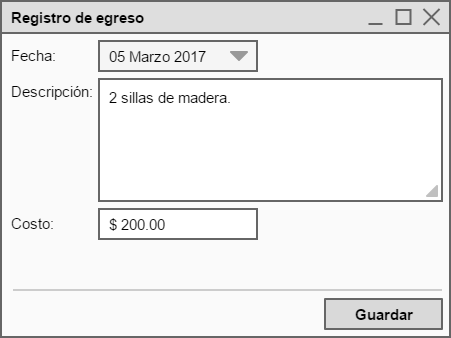 Registro de egreso
Fecha: 05 Marzo 2017
Descripción: 2 sillas de madera.
Costo: $ 200.00
Guardar